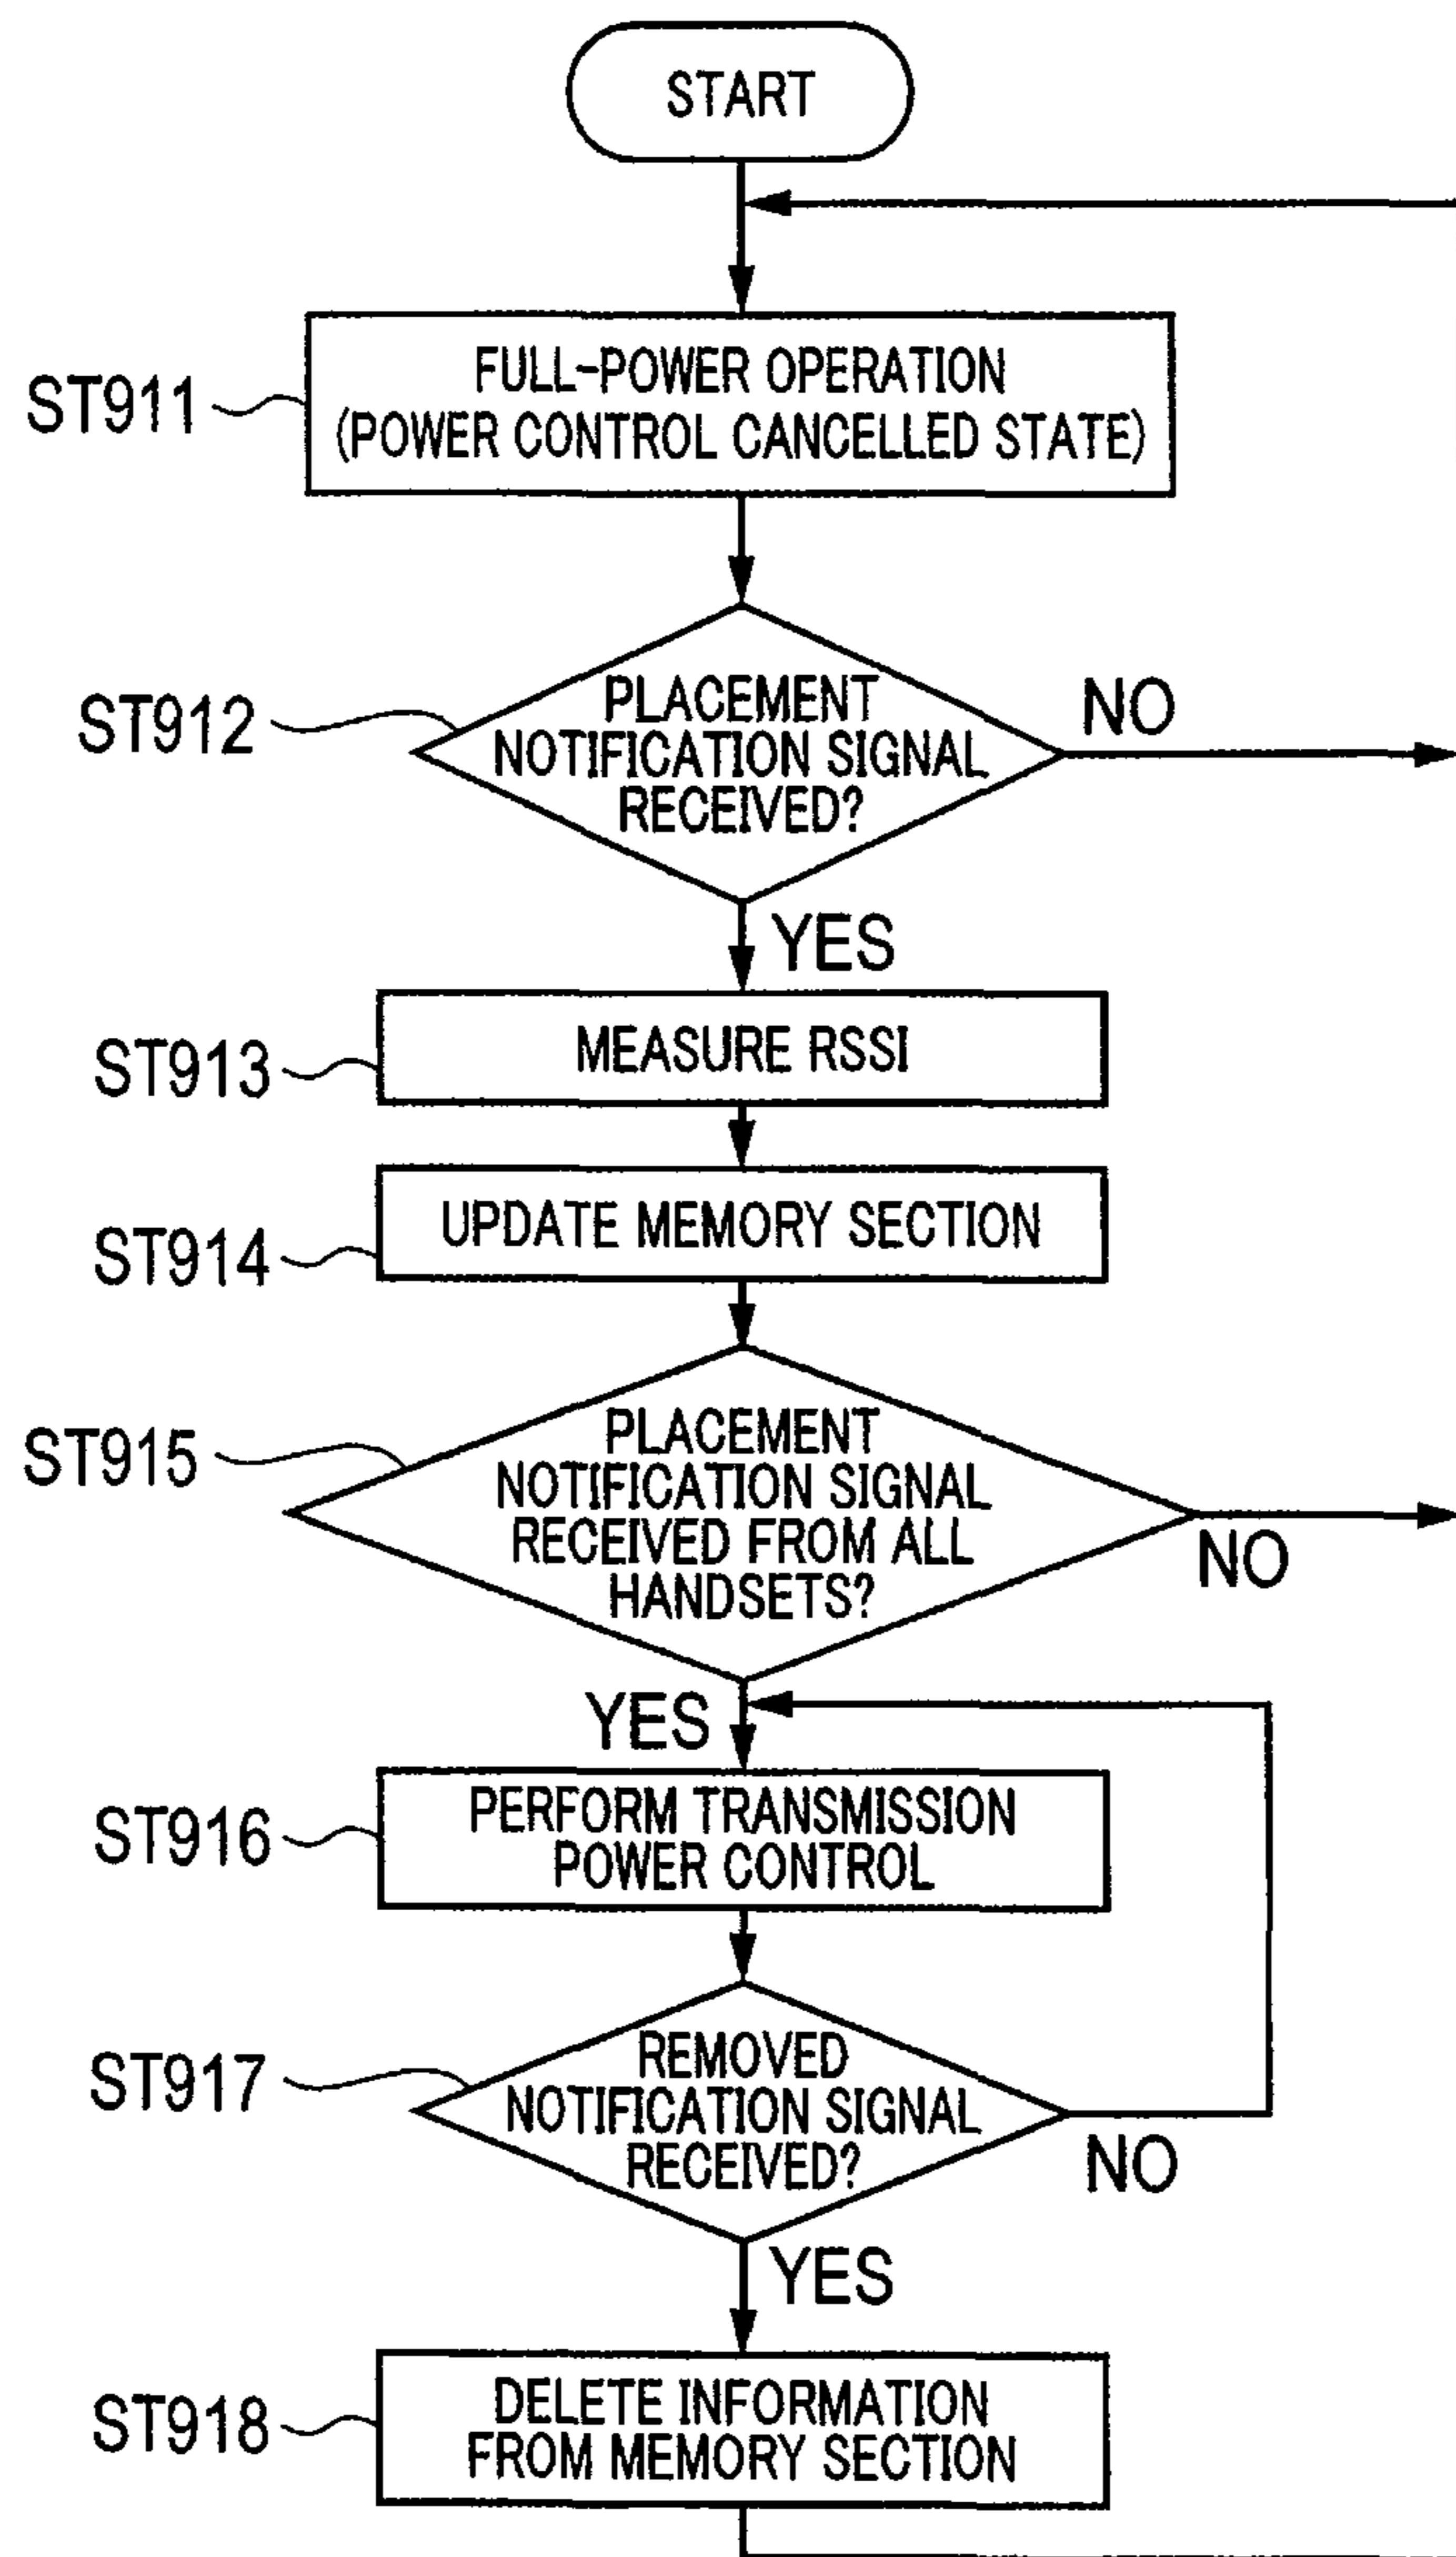 START
FULL-POWER OPERATION
(POWER CONTROL CANCELLED STATE)
ST911
PLACEMENT
NOTIFICATION SIGNAL
RECEIVED?
ST912
NO
YES
MEASURE RSSI
ST913
UPDATE MEMORY SECTION
ST914
PLACEMENT
NOTIFICATION SIGNAL
RECEIVED FROM ALL
HANDSETS?
ST915
NO
YES
PERFORM TRANSMISSION
POWER CONTROL
ST916
REMOVED
NOTIFICATION SIGNAL
RECEIVED?
ST917
NO
YES
DELETE INFORMATION
FROM MEMORY SECTION
ST918